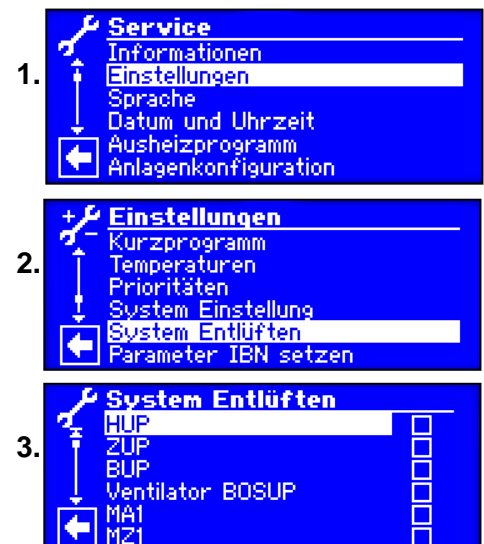 Service
Informationen
1.
Einstellungen
Sprache
Datum und Uhrzeit
Ausheizprogramm
Anlagenkonfiguration
Einstellungen
Kurzprogramm
2.
Temperaturen
Prioritäten
System Einstellung
System Entlüften
Parameter IBN setzen
System Entlüften
HUP
3.
ZUP
BUP
Ventilator BOSUP
MA1
MZ1